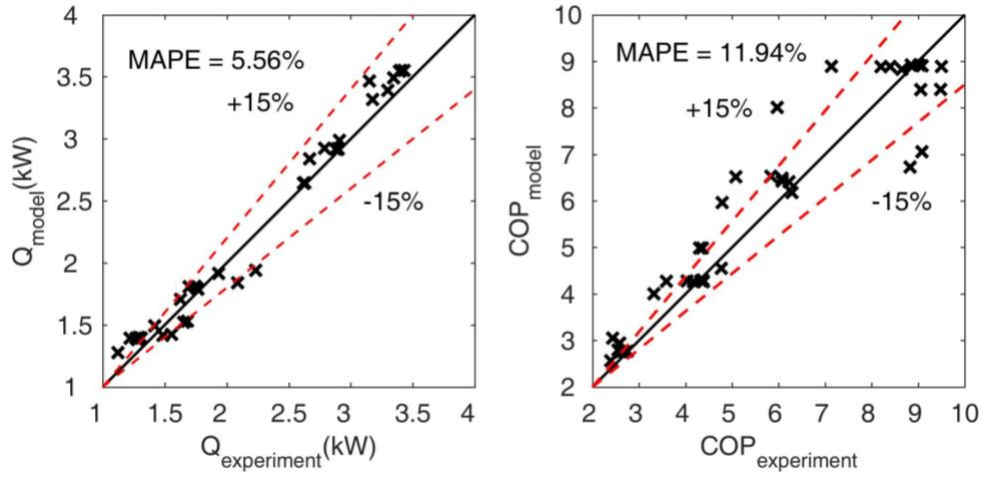 4
3.5
3
2.5
2
1.5
1
Q_model(kW)
MAPE = 5.56%
+15%
-15%
1 1.5 2 2.5 3 3.5 4
Q_experiment(kW)
10
9
8
7
6
5
4
3
2
COP_model
MAPE = 11.94%
+15%
-15%
2 3 4 5 6 7 8 9 10
COP_experiment